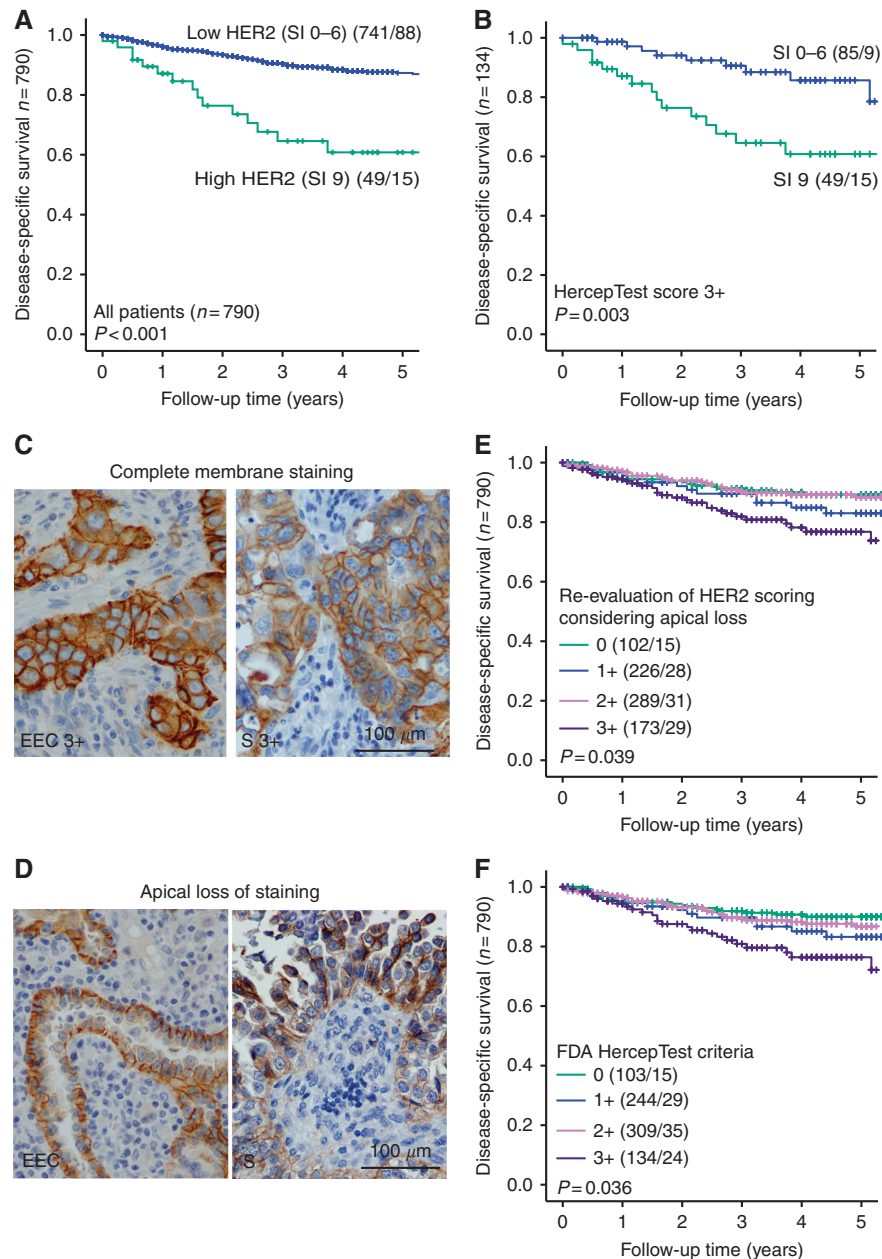 A
Disease-specific survival n=790)
1.0
0.8
0.6
0.4
0.2
0.0
Low HER2 (SI 0–6) (741/88)
High HER2 (SI 9) (49/15)
All patients (n=790)
P<0.001
0 1 2 3 4 5
Follow-up time (years)
B
Disease-specific survival (n=134)
1.0
0.8
0.6
0.4
0.2
0.0
SI 0–6 (85/9)
SI 9 (49/15)
HercepTest score 3+
P=0.003
0 1 2 3 4 5
Follow-up time (years)
C
Complete membrane staining
EEC 3+
S 3+
100 μm
D
Apical loss of staining
EEC
S
100 μm
E
Disease-specific survival (n=790)
1.0
0.8
0.6
0.4
0.2
0.0
Re-evaluation of HER2 scoring
considering apical loss
0 (102/15)
1+ (226/28)
2+ (289/31)
3+ (173/29)
P=0.039
0 1 2 3 4 5
Follow-up time (years)
F
Disease-specific survival (n=790)
1.0
0.8
0.6
0.4
0.2
0.0
FDA HercepTest criteria
0 (103/15)
1+ (244/29)
2+ (309/35)
3+ (134/24)
P=0.036
0 1 2 3 4 5
Follow-up time (years)